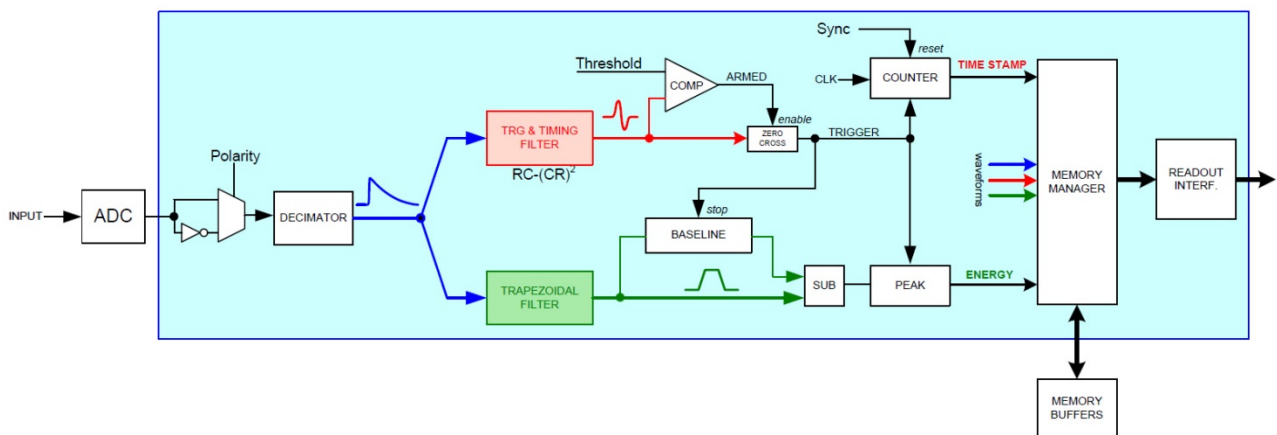 Sync
reset
Threshold
COMP
ARMED
CLK
COUNTER
TIME STAMP
enable
TRG & TIMING
FILTER
RC-(CR)²
ZERO
CROSS
TRIGGER
Polarity
INPUT
ADC
DECIMATOR
waveforms
MEMORY
MANAGER
READOUT
INTERF.
stop
BASELINE
TRAPEZOIDAL
FILTER
SUB
PEAK
ENERGY
MEMORY
BUFFERS